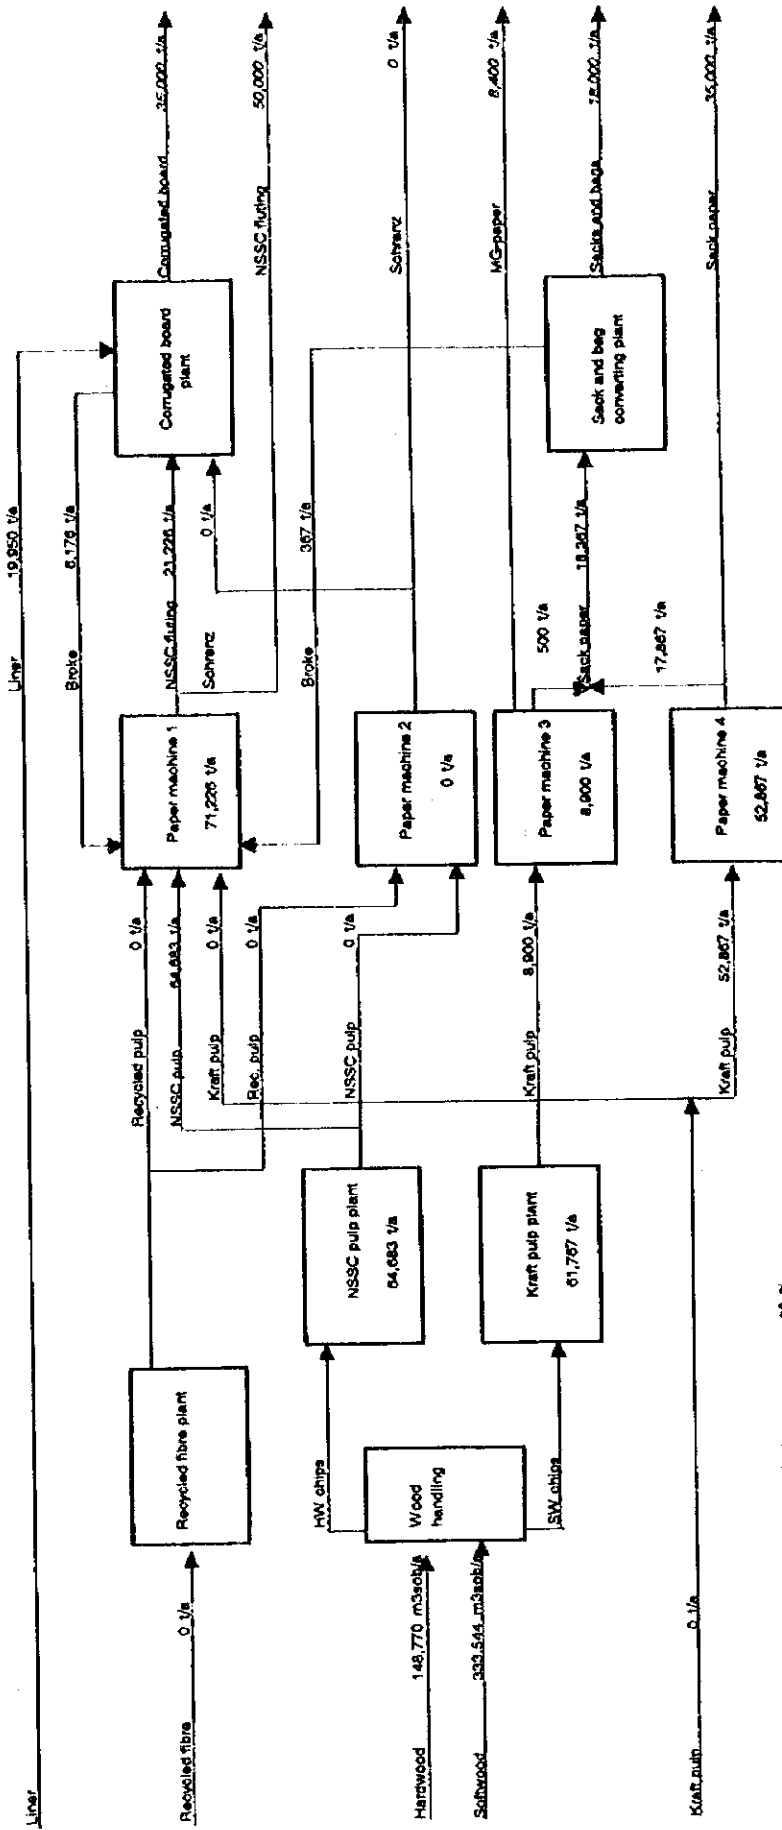 Liner
19,950 t/a
Liner
Broke
6,176 t/a
Corrugated board
plant
Corrugated board
35,000 t/a
Recycled fibre
0 t/a
Recycled fibre plant
Recycled pulp
0 t/a
NSSC pulp
64,683 t/a
Kraft pulp
0 t/a
Rec. pulp
0 t/a
Paper machine 1
71,226 t/a
NSSC fluting
21,226 t/a
Schrenz
0 t/a
NSSC fluting
50,000 t/a
Broke
367 t/a
Hardwood
148,770 m3sob/a
Softwood
333,544 m3sob/a
Wood
handling
HW chips
SW chips
NSSC pulp plant
64,683 t/a
NSSC pulp
0 t/a
Paper machine 2
0 t/a
Schrenz
0 t/a
Kraft pulp plant
61,767 t/a
Kraft pulp
8,900 t/a
Paper machine 3
8,900 t/a
MG-paper
8,400 t/a
500 t/a
Sack paper
18,367 t/a
17,867 t/a
Sack and bag
converting plant
Sacks and bags
18,000 t/a
Kraft pulp
0 t/a
Kraft pulp
52,867 t/a
Paper machine 4
52,867 t/a
Sack paper
35,000 t/a